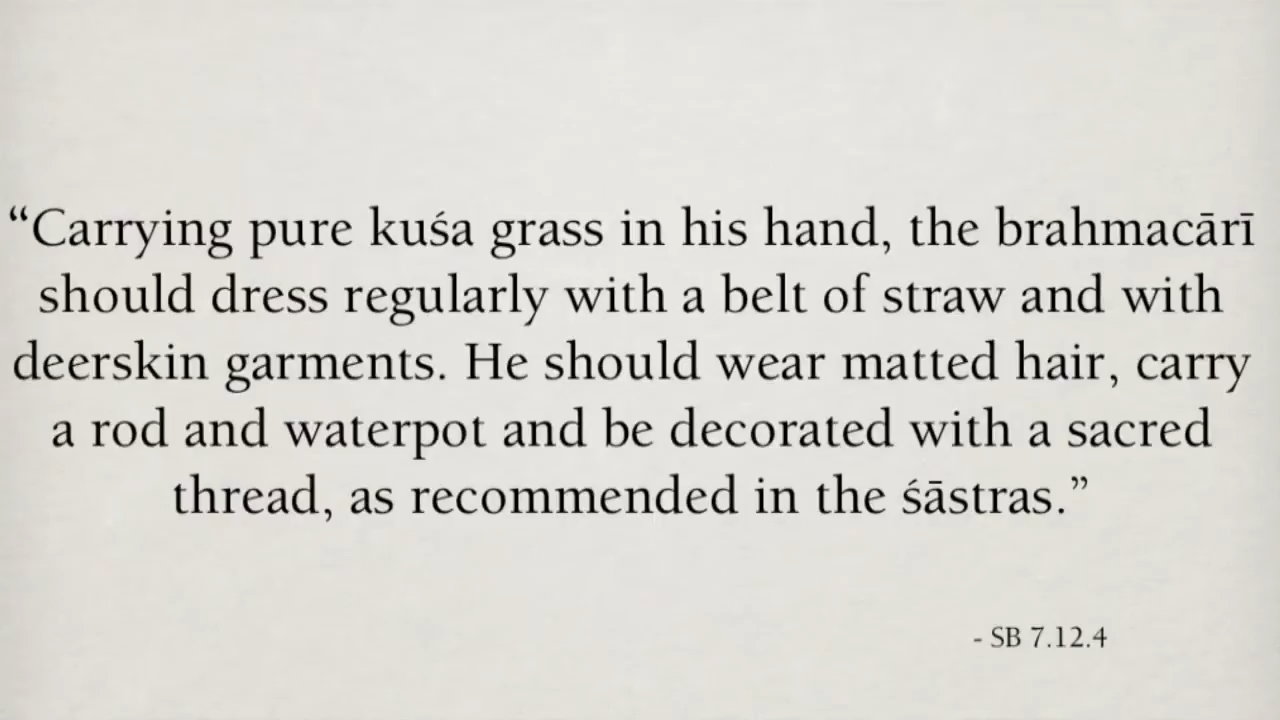 “Carrying pure kuśa grass in his hand, the brahmacārī
should dress regularly with a belt of straw and with
deerskin garments. He should wear matted hair, carry
a rod and waterpot and be decorated with a sacred
thread, as recommended in the śāstras.”
- SB 7.12.4